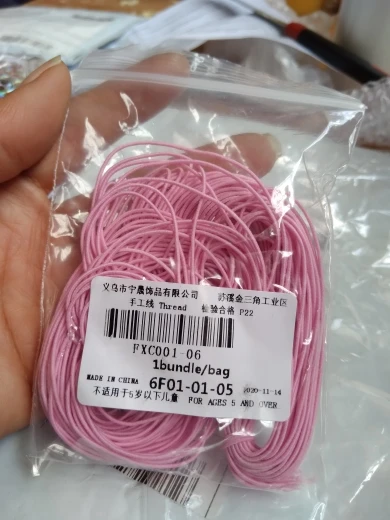 义乌市宇晟饰品有限公司 苏溪金三角工业区
手工线 Thread 检验合格 P22
FXC001-06
1bundle/bag
MADE IN CHINA 6F01-01-05 2020-11-14
不适用于5岁以下儿童 FOR AGES 5 AND OVER